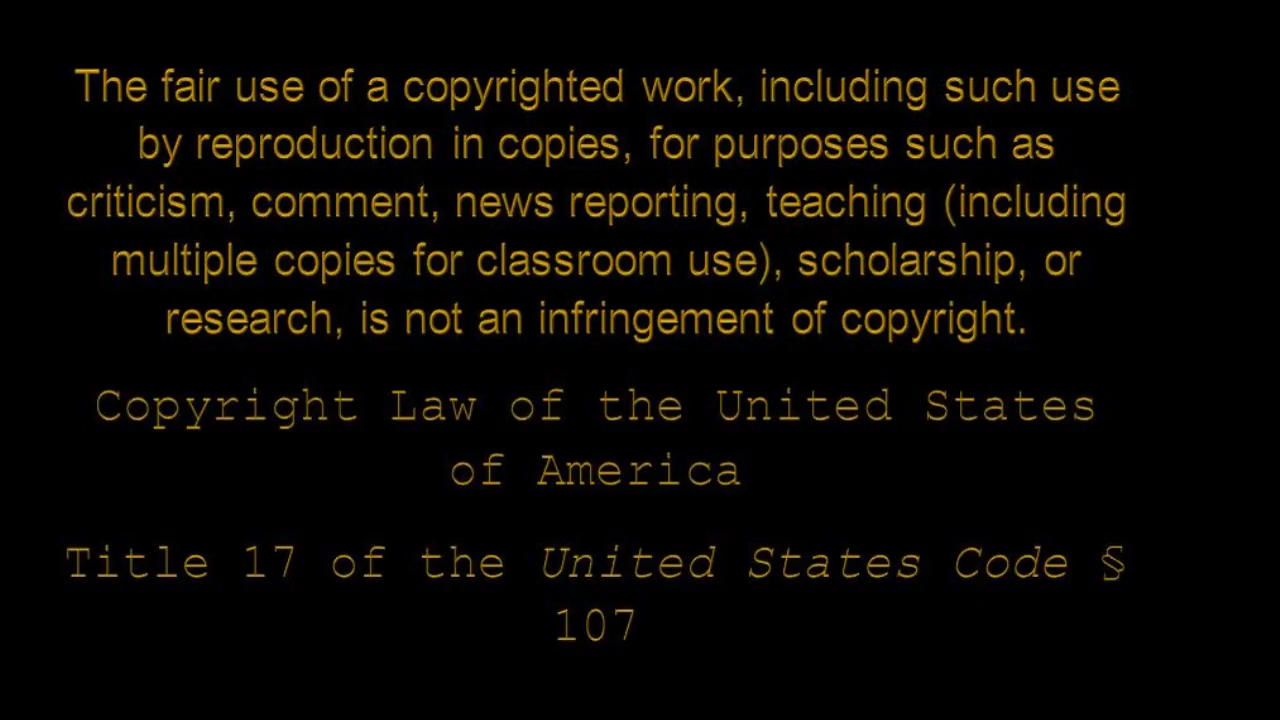 The fair use of a copyrighted work, including such use
by reproduction in copies, for purposes such as
criticism, comment, news reporting, teaching (including
multiple copies for classroom use), scholarship, or
research, is not an infringement of copyright.
Copyright Law of the United States
of America
Title 17 of the United States Code §
107